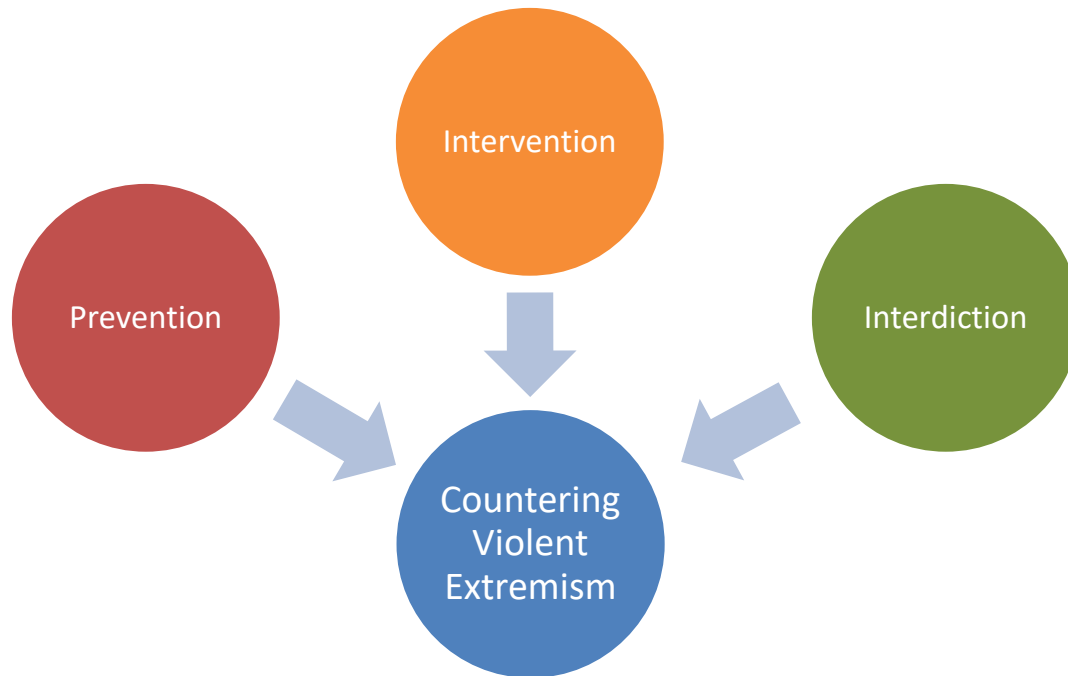 Intervention
Prevention
Interdiction
Countering
Violent
Extremism